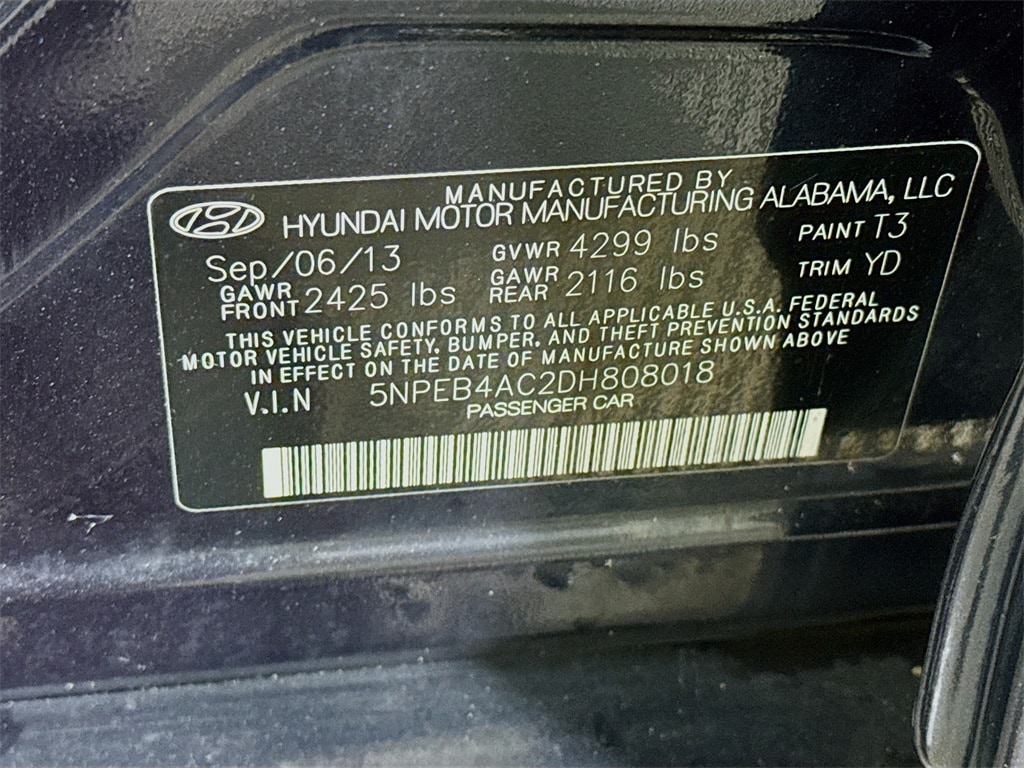 MANUFACTURED BY
HYUNDAI MOTOR MANUFACTURING ALABAMA, LLC
Sep/06/13 GVWR 4299 lbs PAINT T3
GAWR FRONT 2425 lbs GAWR REAR 2116 lbs TRIM YD
THIS VEHICLE CONFORMS TO ALL APPLICABLE U.S.A. FEDERAL
MOTOR VEHICLE SAFETY, BUMPER, AND THEFT PREVENTION STANDARDS
IN EFFECT ON THE DATE OF MANUFACTURE SHOWN ABOVE
V.I.N 5NPEB4AC2DH808018
PASSENGER CAR